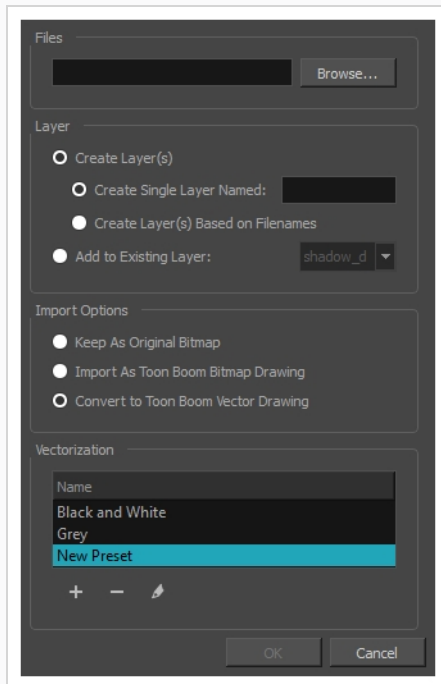 Files
Browse...
Layer
Create Layer(s)
Create Single Layer Named:
Create Layer(s) Based on Filenames
Add to Existing Layer: shadow_d
Import Options
Keep As Original Bitmap
Import As Toon Boom Bitmap Drawing
Convert to Toon Boom Vector Drawing
Vectorization
Name
Black and White
Grey
New Preset
OK Cancel